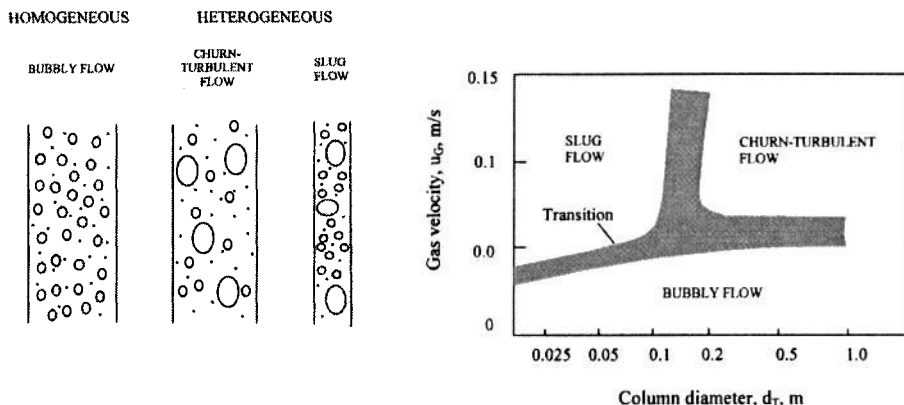 HOMOGENEOUS
HETEROGENEOUS
BUBBLY FLOW
CHURN-
TURBULENT
FLOW
SLUG
FLOW
0.15
0.1
0.0
0
Gas velocity, u_G, m/s
SLUG
FLOW
CHURN-TURBULENT
FLOW
Transition
BUBBLY FLOW
0.025 0.05 0.1 0.2 0.5 1.0
Column diameter, d_T, m